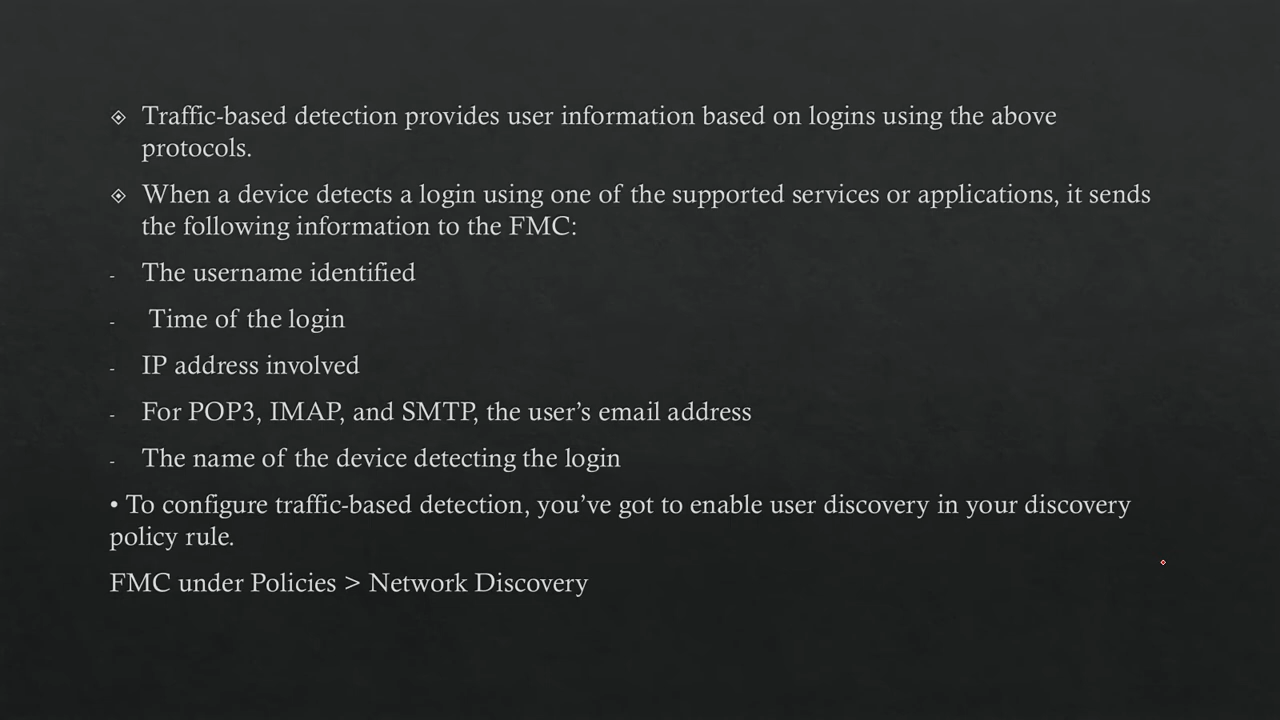 Traffic-based detection provides user information based on logins using the above
protocols.
When a device detects a login using one of the supported services or applications, it sends
the following information to the FMC:
- The username identified
- Time of the login
- IP address involved
- For POP3, IMAP, and SMTP, the user’s email address
- The name of the device detecting the login
• To configure traffic-based detection, you’ve got to enable user discovery in your discovery
policy rule.
FMC under Policies > Network Discovery